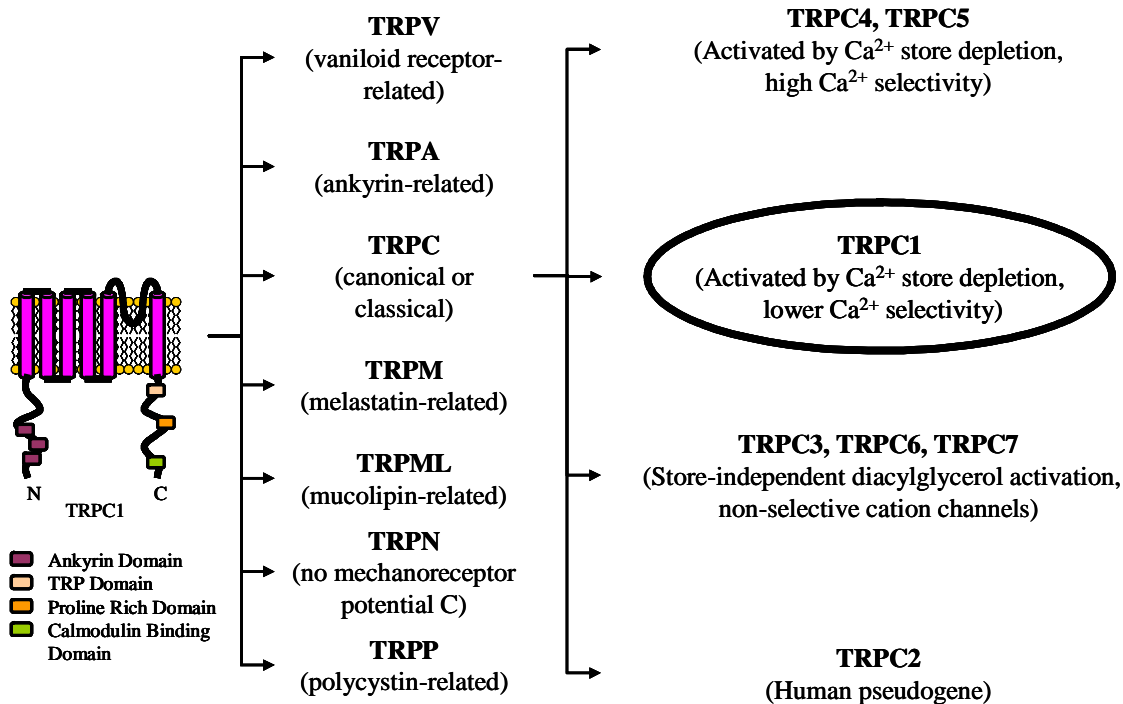 N
C
TRPC1
Ankyrin Domain
TRP Domain
Proline Rich Domain
Calmodulin Binding
Domain
TRPV
(vaniloid receptor-
related)
TRPA
(ankyrin-related)
TRPC
(canonical or
classical)
TRPM
(melastatin-related)
TRPML
(mucolipin-related)
TRPN
(no mechanoreceptor
potential C)
TRPP
(polycystin-related)
TRPC4, TRPC5
(Activated by Ca²⁺ store depletion,
high Ca²⁺ selectivity)
TRPC1
(Activated by Ca²⁺ store depletion,
lower Ca²⁺ selectivity)
TRPC3, TRPC6, TRPC7
(Store-independent diacylglycerol activation,
non-selective cation channels)
TRPC2
(Human pseudogene)